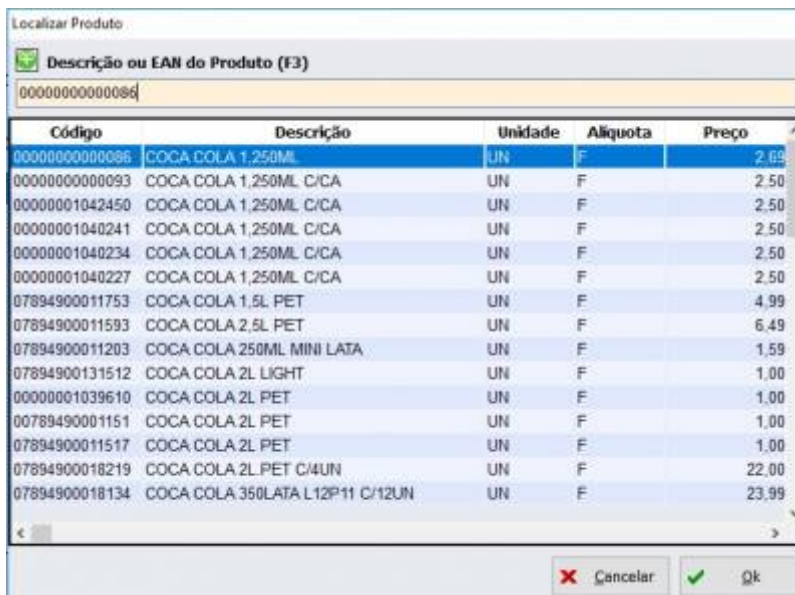 Localizar Produto
Descrição ou EAN do Produto (F3)
00000000000086
Código Descrição Unidade Alíquota Preço
00000000000086 COCA COLA 1,250ML UN F 2,69
00000000000093 COCA COLA 1,250ML C/CA UN F 2,50
00000001042450 COCA COLA 1,250ML C/CA UN F 2,50
00000001040241 COCA COLA 1,250ML C/CA UN F 2,50
00000001040234 COCA COLA 1,250ML C/CA UN F 2,50
00000001040227 COCA COLA 1,250ML C/CA UN F 2,50
07894900011753 COCA COLA 1,5L PET UN F 4,99
07894900011593 COCA COLA 2,5L PET UN F 6,49
07894900011203 COCA COLA 250ML MINI LATA UN F 1,59
07894900131512 COCA COLA 2L LIGHT UN F 1,00
00000001039610 COCA COLA 2L PET UN F 1,00
00789490001151 COCA COLA 2L PET UN F 1,00
07894900011517 COCA COLA 2L PET UN F 1,00
07894900018219 COCA COLA 2L.PET C/4UN UN F 22,00
07894900018134 COCA COLA 350LATA L12P11 C/12UN UN F 23,99
Cancelar Ok